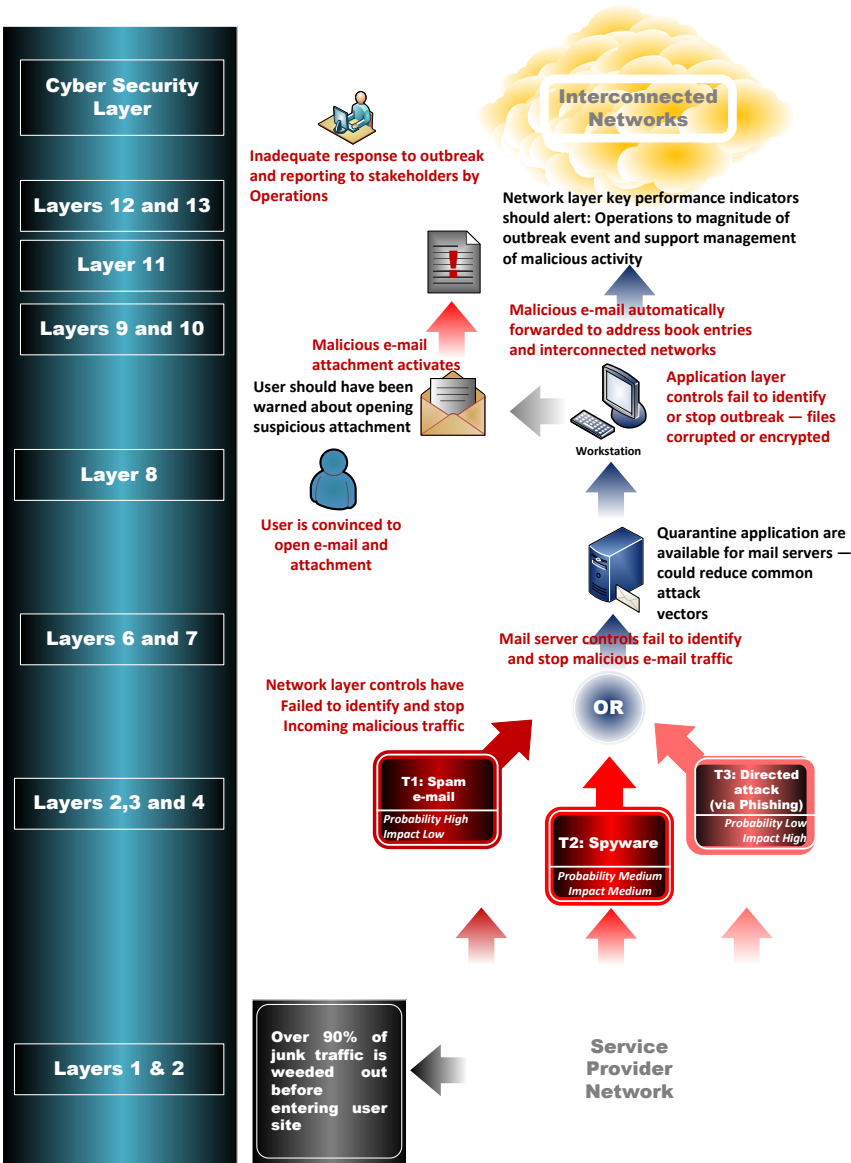 Cyber Security
Layer
Interconnected
Networks
Inadequate response to outbreak
and reporting to stakeholders by
Operations
Layers 12 and 13
Network layer key performance indicators
should alert: Operations to magnitude of
outbreak event and support management
of malicious activity
Layer 11
!
Layers 9 and 10
Malicious e-mail automatically
forwarded to address book entries
and interconnected networks
Malicious e-mail
attachment activates
User should have been
warned about opening
suspicious attachment
Application layer
controls fail to identify
or stop outbreak — files
corrupted or encrypted
Workstation
Layer 8
User is convinced to
open e-mail and
attachment
Quarantine application are
available for mail servers —
could reduce common
attack
vectors
Layers 6 and 7
Mail server controls fail to identify
and stop malicious e-mail traffic
Network layer controls have
Failed to identify and stop
Incoming malicious traffic
OR
Layers 2,3 and 4
T1: Spam
e-mail
Probability High
Impact Low
T2: Spyware
Probability Medium
Impact Medium
T3: Directed
attack
(via Phishing)
Probability Low
Impact High
Layers 1 & 2
Over 90% of
junk traffic is
weeded out
before
entering user
site
Service
Provider
Network